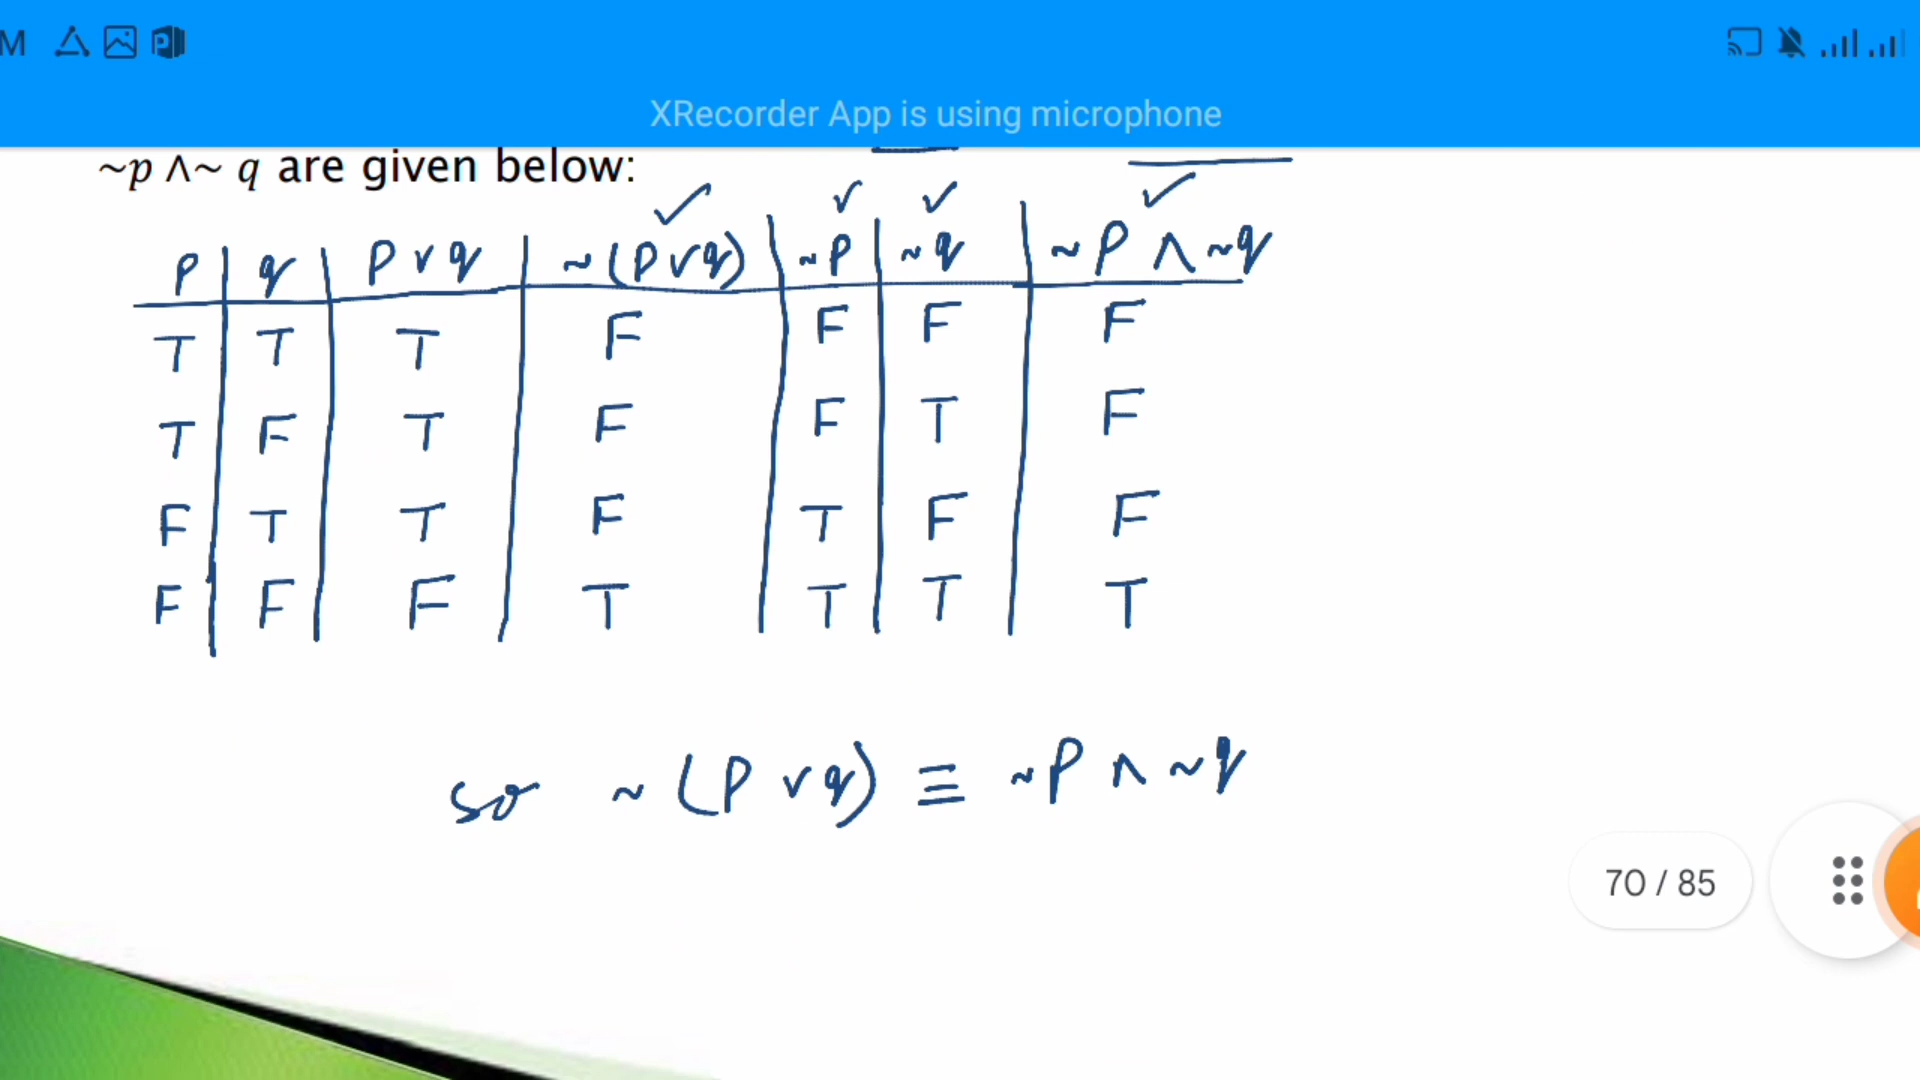 M
XRecorder App is using microphone
~p ∧~ q are given below:
P q P ∨ q ~(P∨q) ~P ~q ~P ∧ ~q
T T T F F F F
T F T F F T F
F T T F T F F
F F F T T T T
so ~(P ∨ q) ≡ ~P ∧ ~q
70 / 85